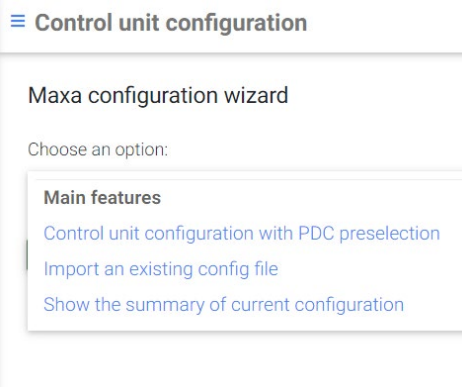 Control unit configuration
Maxa configuration wizard
Choose an option:
Main features
Control unit configuration with PDC preselection
Import an existing config file
Show the summary of current configuration